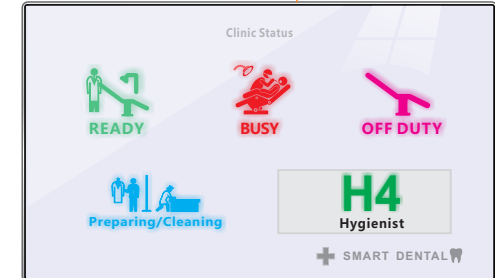 Clinic Status
READY
BUSY
OFF DUTY
Preparing/Cleaning
H4
Hygienist
SMART DENTAL